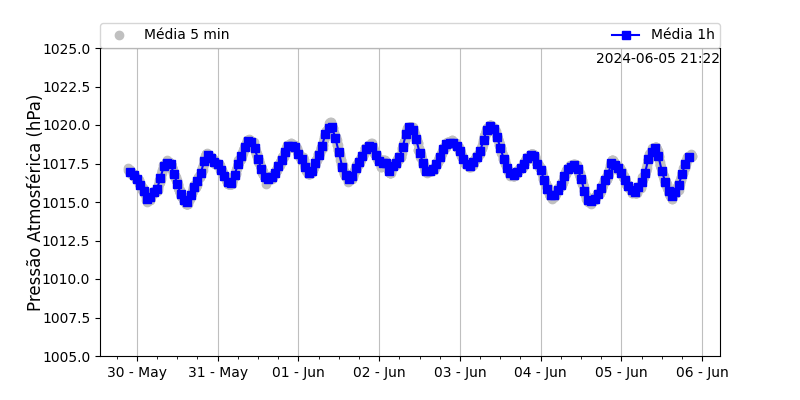 Média 5 min
Média 1h
2024-06-05 21:22
Pressão Atmosférica (hPa)
1025.0
1022.5
1020.0
1017.5
1015.0
1012.5
1010.0
1007.5
1005.0
30 - May
31 - May
01 - Jun
02 - Jun
03 - Jun
04 - Jun
05 - Jun
06 - Jun